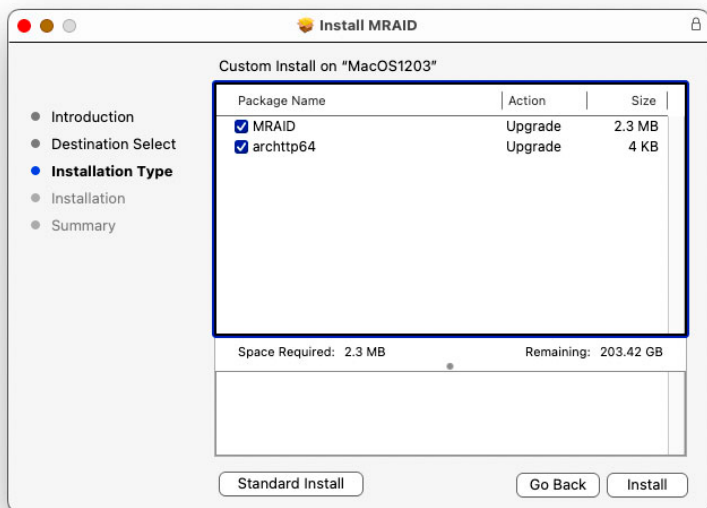 Install MRAID
Custom Install on “MacOS1203”
Introduction
Destination Select
Installation Type
Installation
Summary
Package Name Action Size
MRAID Upgrade 2.3 MB
archttp64 Upgrade 4 KB
Space Required: 2.3 MB Remaining: 203.42 GB
Standard Install Go Back Install